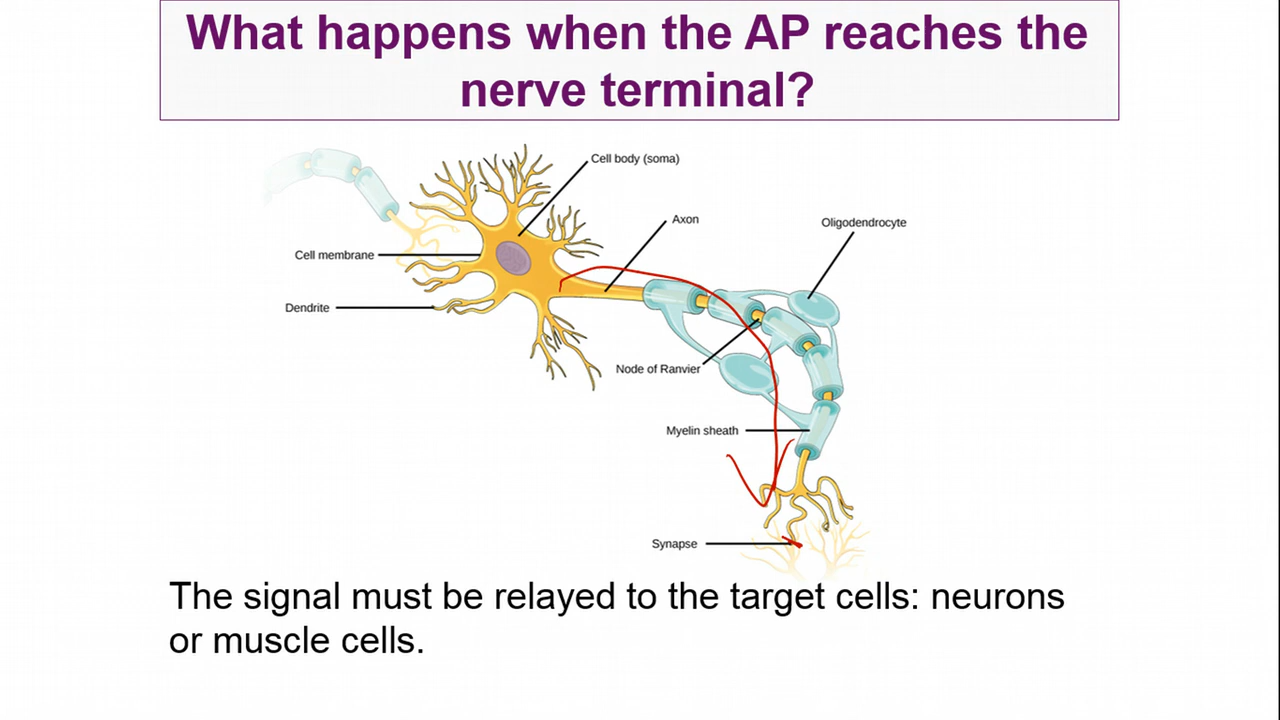 What happens when the AP reaches the
nerve terminal?
Cell body (soma)
Axon
Oligodendrocyte
Cell membrane
Dendrite
Node of Ranvier
Myelin sheath
Synapse
The signal must be relayed to the target cells: neurons
or muscle cells.